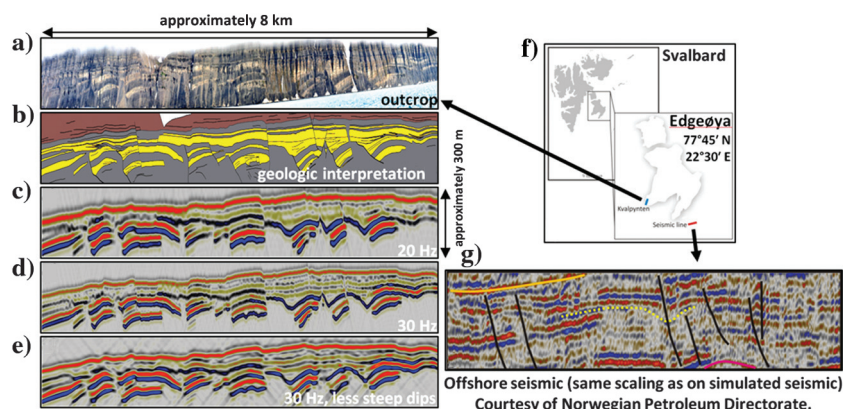 approximately 8 km
a)
outcrop
b)
geologic interpretation
c)
20 Hz
approximately 300 m
d)
30 Hz
e)
30 Hz, less steep dips
f)
Svalbard
Edgeøya
77°45′ N
22°30′ E
Kvalpynten
Seismic line
g)
Offshore seismic (same scaling as on simulated seismic)
Courtesy of Norwegian Petroleum Directorate.